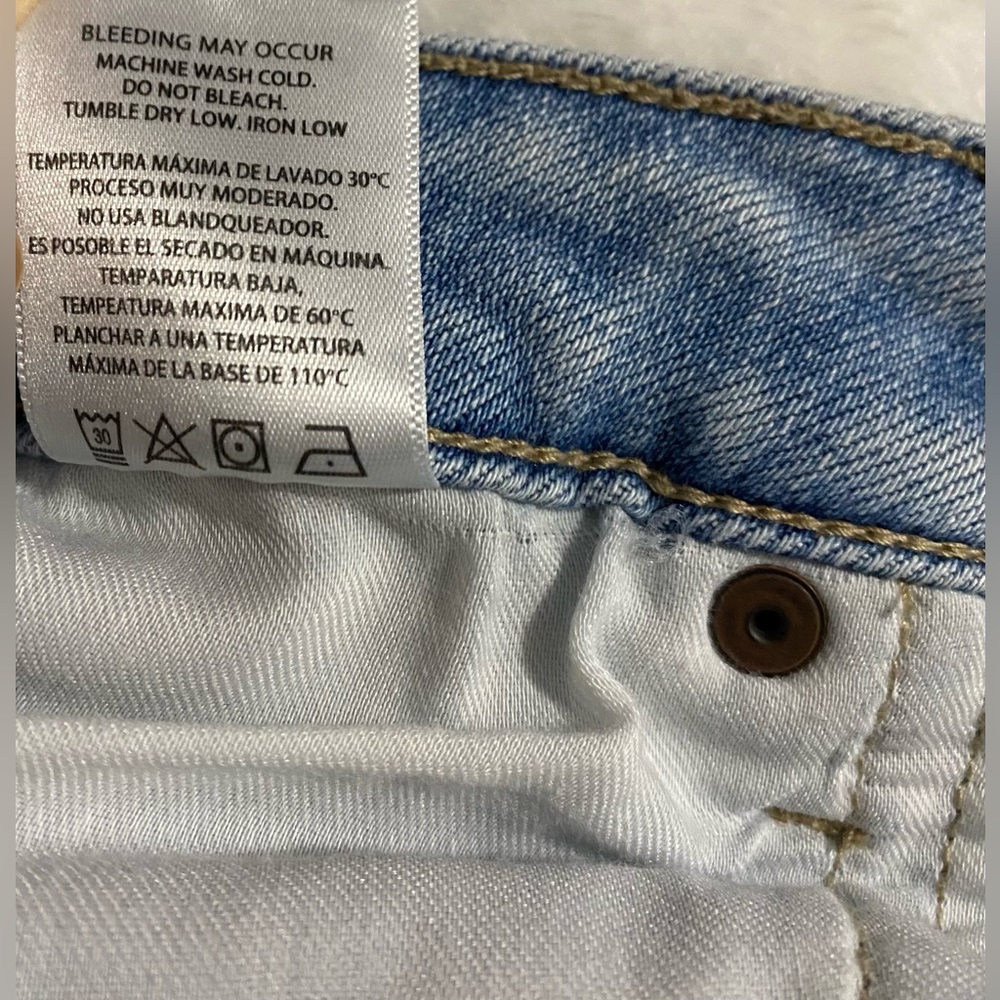 BLEEDING MAY OCCUR
MACHINE WASH COLD.
DO NOT BLEACH.
TUMBLE DRY LOW. IRON LOW
TEMPERATURA MÁXIMA DE LAVADO 30°C
PROCESO MUY MODERADO.
NO USA BLANDQUEADOR.
ES POSOBLE EL SECADO EN MÁQUINA
TEMPARATURA BAJA,
TEMPEATURA MAXIMA DE 60°C
PLANCHAR A UNA TEMPERATURA
MÁXIMA DE LA BASE DE 110°C
30